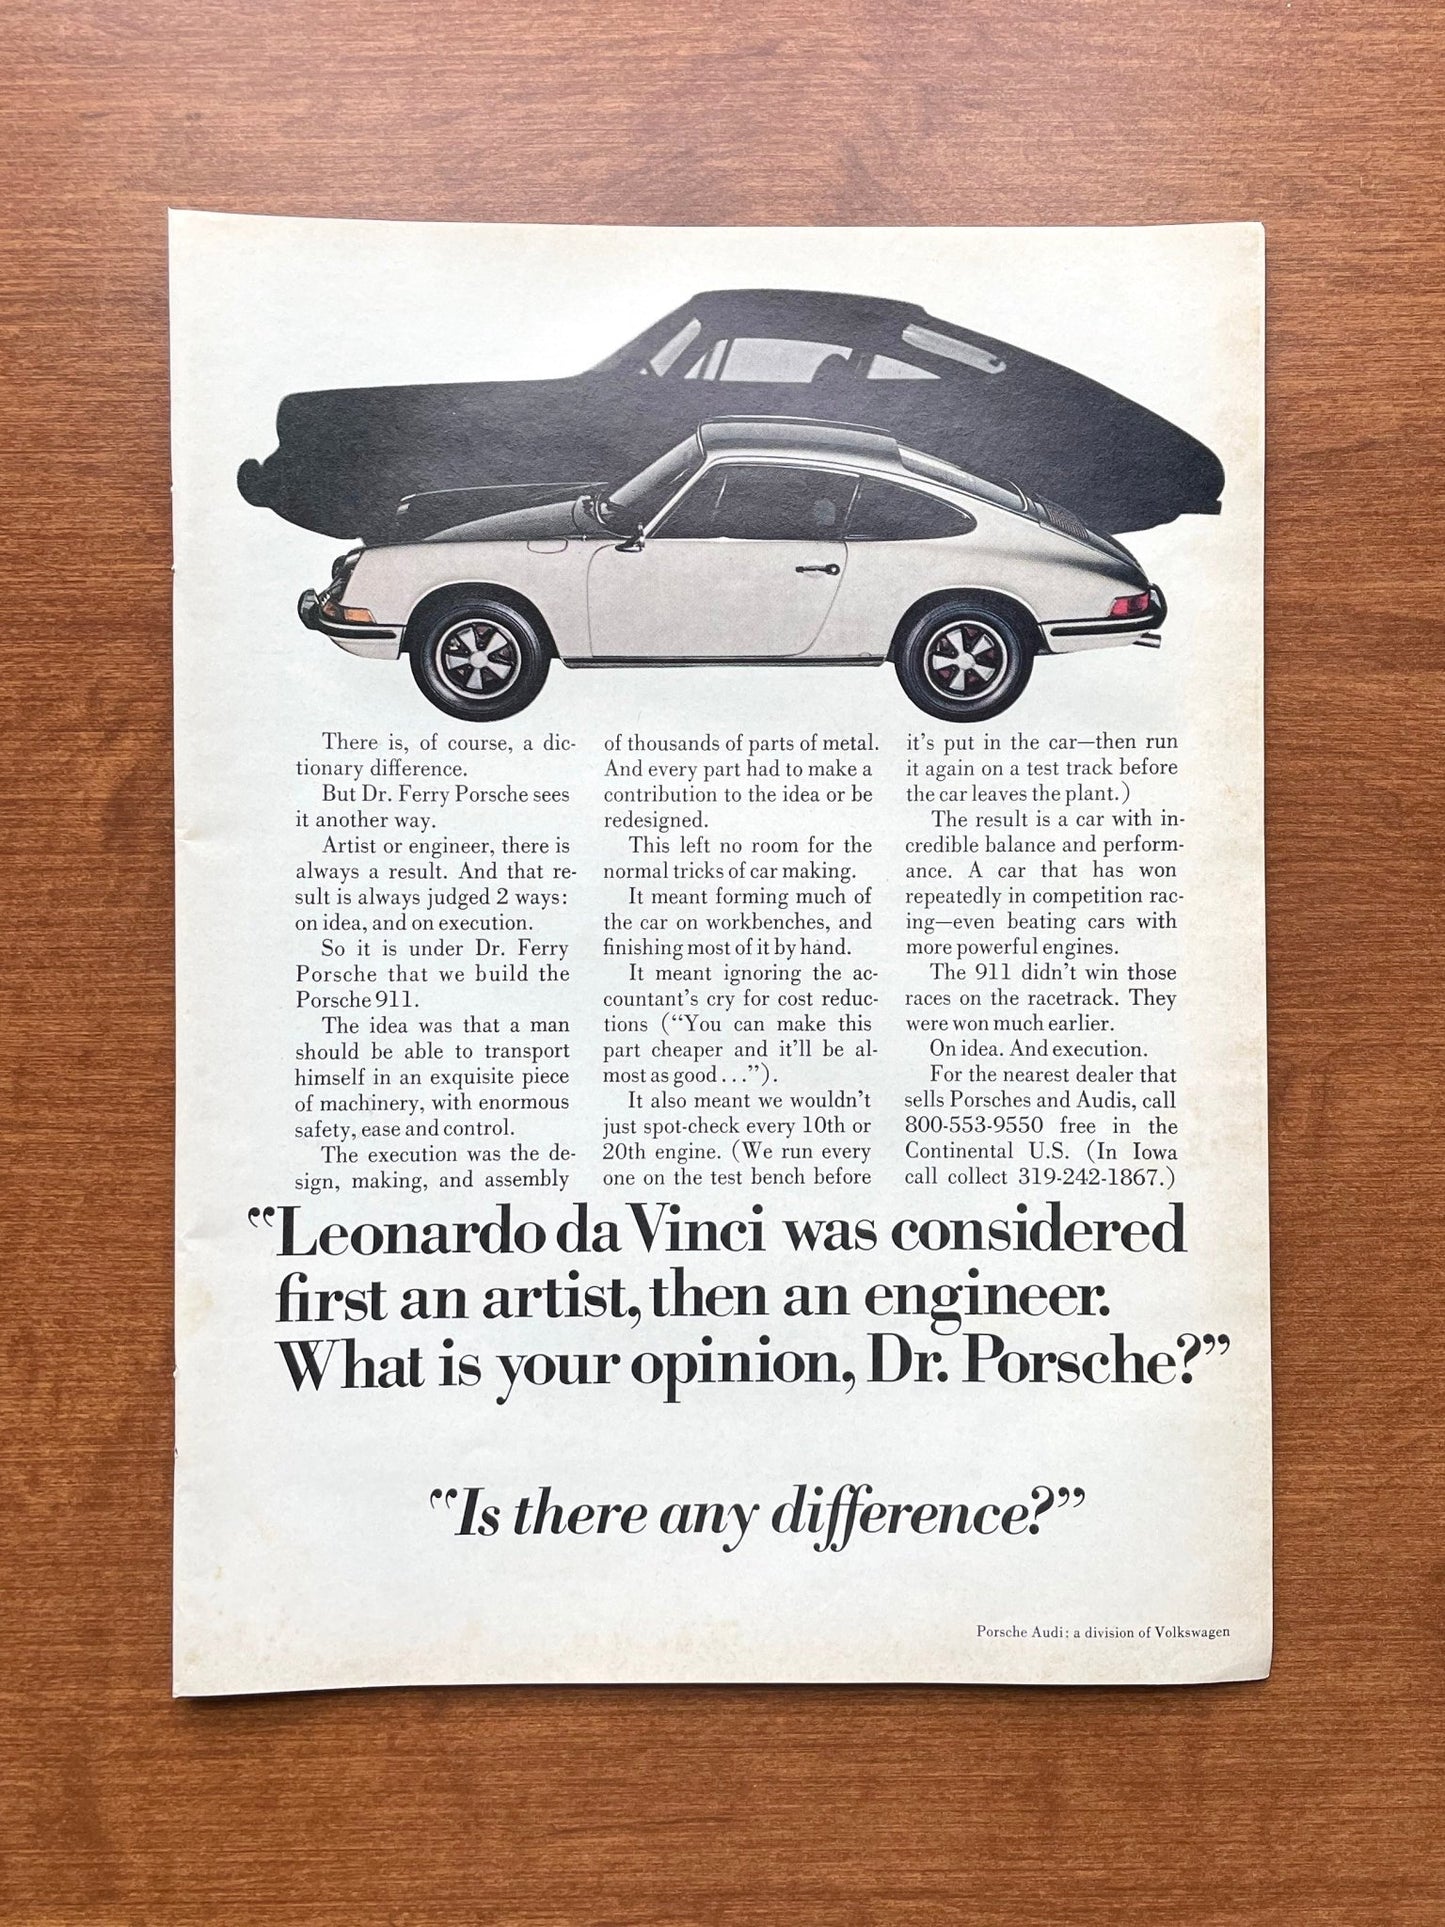 There is, of course, a dic-
tionary difference.
But Dr. Ferry Porsche sees
it another way.
Artist or engineer, there is
always a result. And that re-
sult is always judged 2 ways:
on idea, and on execution.
So it is under Dr. Ferry
Porsche that we build the
Porsche 911.
The idea was that a man
should be able to transport
himself in an exquisite piece
of machinery, with enormous
safety, ease and control.
The execution was the de-
sign, making, and assembly
of thousands of parts of metal.
And every part had to make a
contribution to the idea or be
redesigned.
This left no room for the
normal tricks of car making.
It meant forming much of
the car on workbenches, and
finishing most of it by hand.
It meant ignoring the ac-
countant's cry for cost reduc-
tions (“You can make this
part cheaper and it'll be al-
most as good...”).
It also meant we wouldn't
just spot-check every 10th or
20th engine. (We run every
one on the test bench before
it's put in the car—then run
it again on a test track before
the car leaves the plant.)
The result is a car with in-
credible balance and perform-
ance. A car that has won
repeatedly in competition rac-
ing—even beating cars with
more powerful engines.
The 911 didn't win those
races on the racetrack. They
were won much earlier.
On idea. And execution.
For the nearest dealer that
sells Porsches and Audis, call
800-553-9550 free in the
Continental U.S. (In Iowa
call collect 319-242-1867.)
“Leonardo da Vinci was considered
first an artist, then an engineer.
What is your opinion, Dr. Porsche?”
“Is there any difference?”
Porsche Audi: a division of Volkswagen